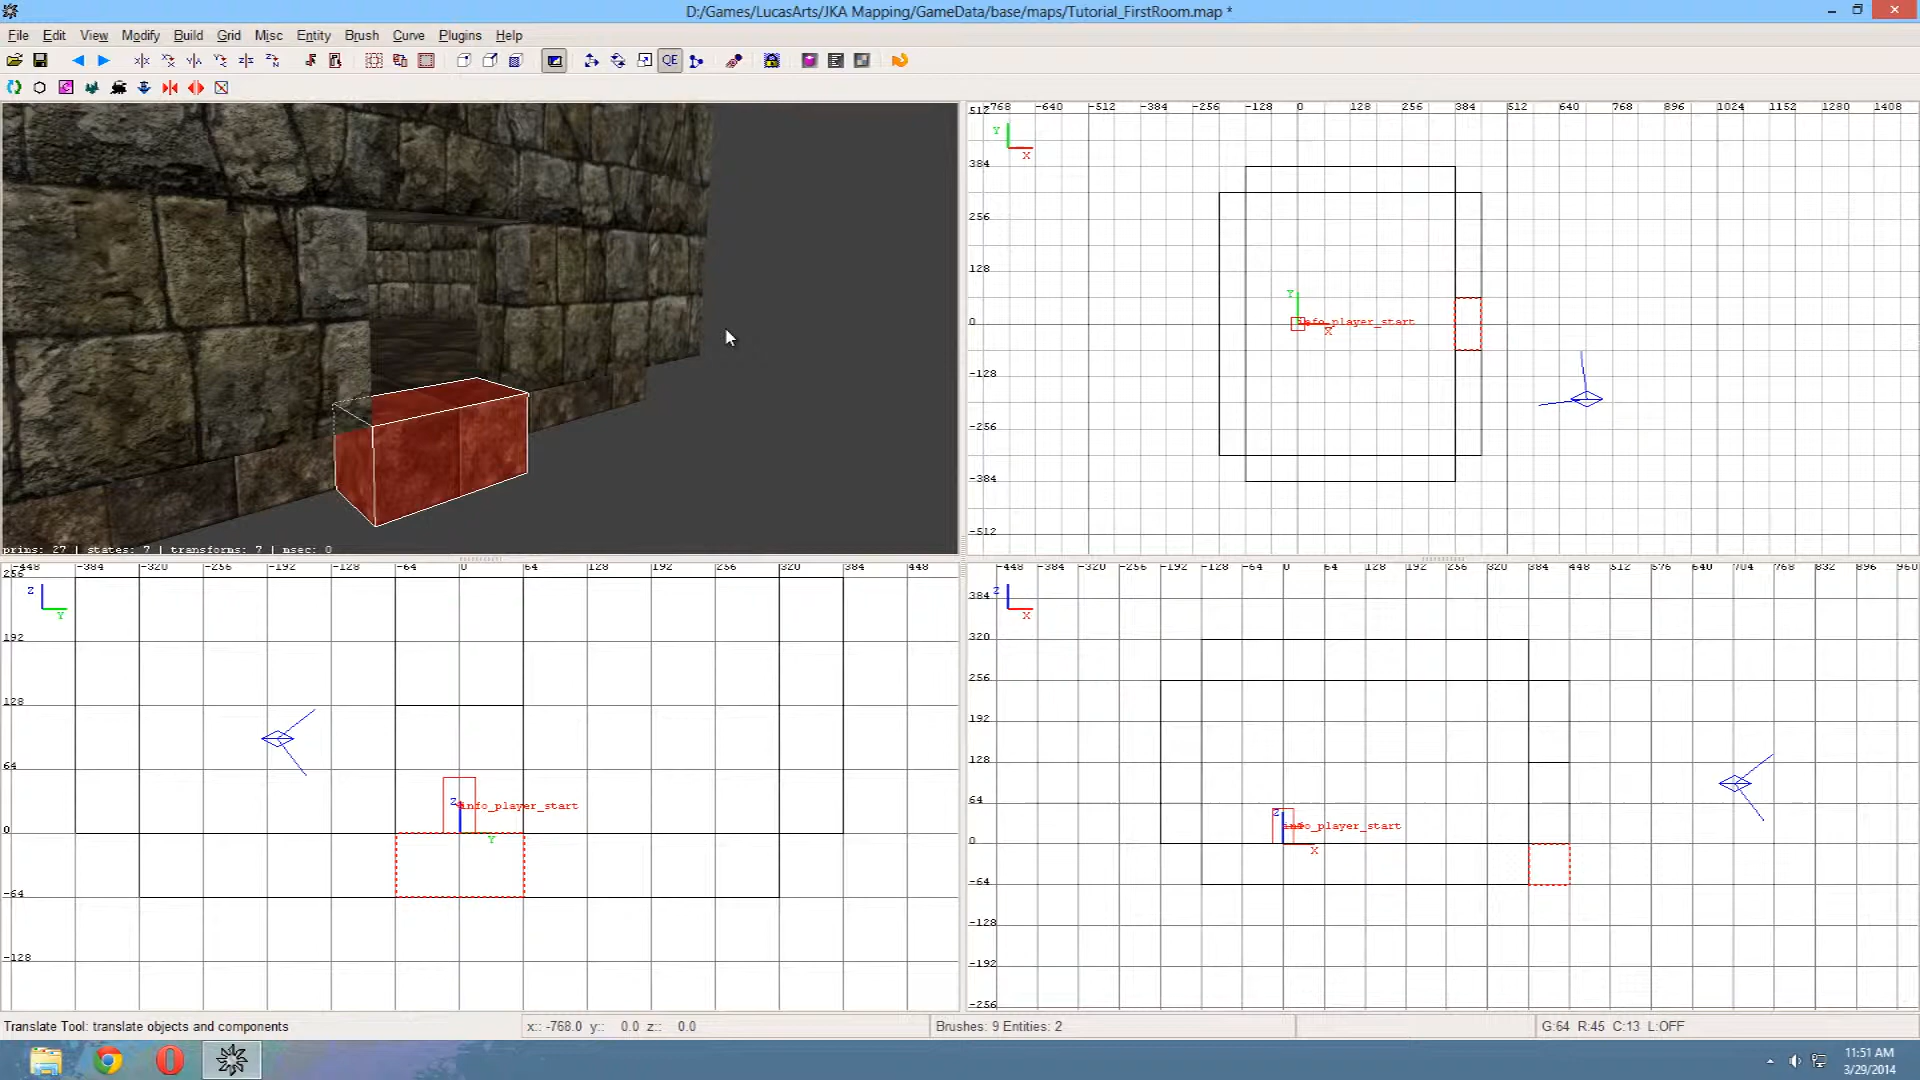 D:/Games/LucasArts/JKA Mapping/GameData/base/maps/Tutorial_FirstRoom.map *
File Edit View Modify Build Grid Misc Entity Brush Curve Plugins Help
QE
512 -768 -640 -512 -384 -256 -128 0 128 256 384 512 640 768 896 1024 1152 1280 1408
Y
X
384
256
128
Y
0
info_player_start
X
-128
-256
-384
-512
prims: 27 | states: 7 | transforms: 7 | msec: 0
256 -448 -384 -320 -256 -192 -128 -64 0 64 128 192 256 320 384 448
Z
Y
192
128
64
Z
info_player_start
0
Y
-64
-128
-448 -384 -320 -256 -192 -128 -64 0 64 128 192 256 320 384 448 512 576 640 704 768 832 896 960
Z
384
X
320
256
192
128
64
Z
info_player_start
0
X
-64
-128
-192
-256
Translate Tool: translate objects and components
x:: -768.0 y:: 0.0 z:: 0.0
Brushes: 9 Entities: 2
G:64 R:45 C:13 L:OFF
11:51 AM
3/29/2014